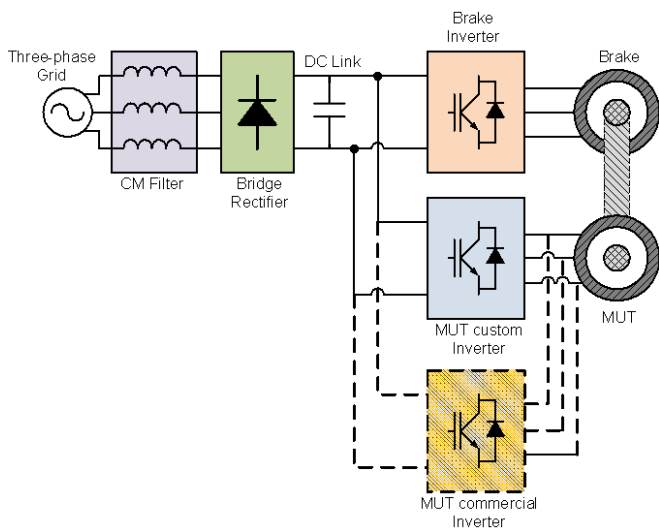 Brake
Inverter
Brake
Three-phase
Grid
DC Link
CM Filter
Bridge
Rectifier
MUT custom
Inverter
MUT
MUT commercial
Inverter